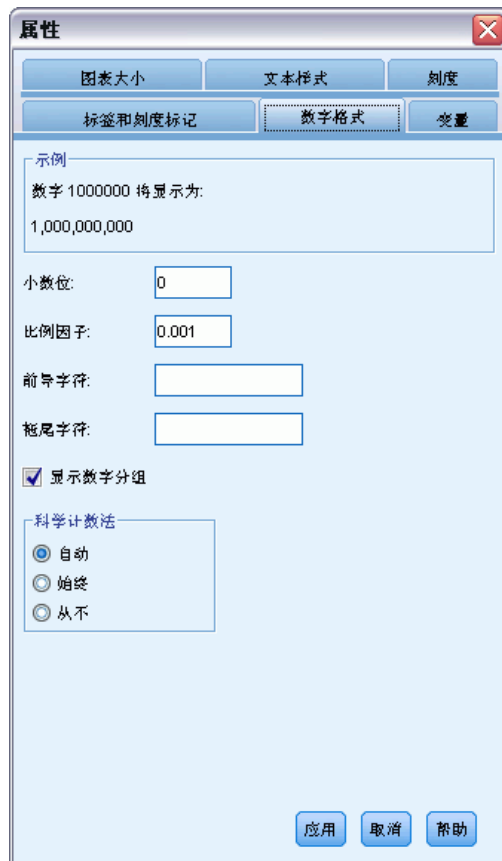 属性
图表大小 文本样式 刻度
标签和刻度标记 数字格式 变量
示例
数字 1000000 将显示为:
1,000,000,000
小数位: 0
比例因子: 0.001
前导字符:
拖尾字符:
显示数字分组
科学计数法
自动
始终
从不
应用 取消 帮助